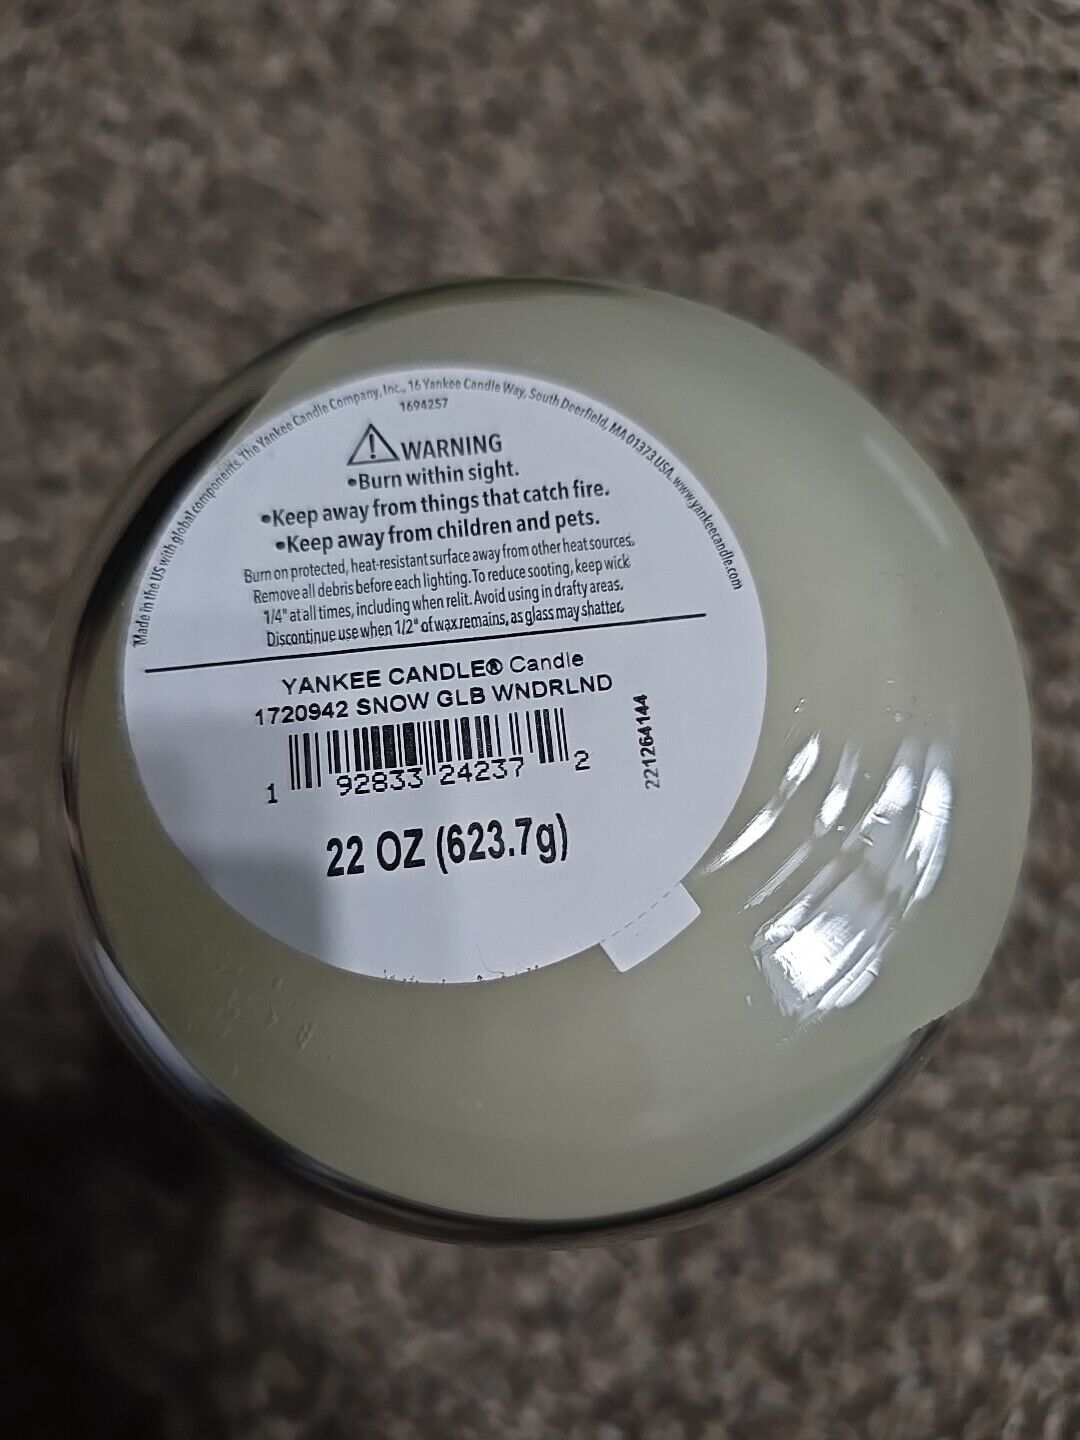 Made in the US with global components. The Yankee Candle Company, Inc., 16 Yankee Candle Way, South Deerfield, MA 01373 USA. www.yankeecandle.com
1694257
WARNING
•Burn within sight.
•Keep away from things that catch fire.
•Keep away from children and pets.
Burn on protected, heat-resistant surface away from other heat sources.
Remove all debris before each lighting. To reduce sooting, keep wick
1/4" at all times, including when relit. Avoid using in drafty areas.
Discontinue use when 1/2" of wax remains, as glass may shatter.
YANKEE CANDLE® Candle
1720942 SNOW GLB WNDRLND
1 92833 24237 2
221264144
22 OZ (623.7g)